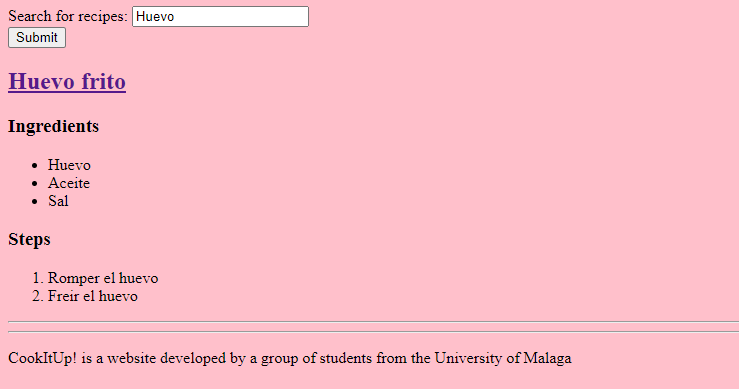 Search for recipes: Huevo
Submit
Huevo frito
Ingredients
Huevo
Aceite
Sal
Steps
1. Romper el huevo
2. Freir el huevo
CookItUp! is a website developed by a group of students from the University of Malaga